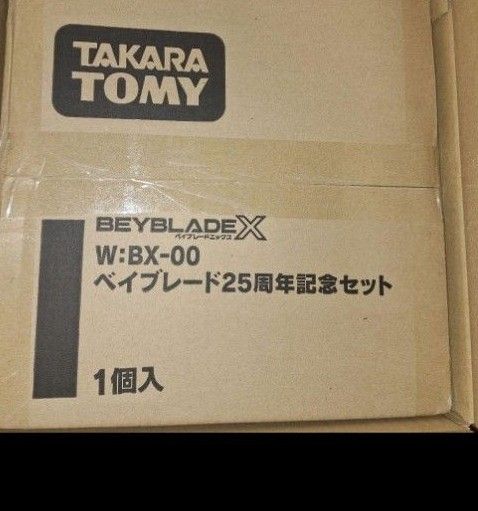 TAKARA
TOMY
BEYBLADE X
ベイブレードエックス
W:BX-00
ベイブレード25周年記念セット
1個入